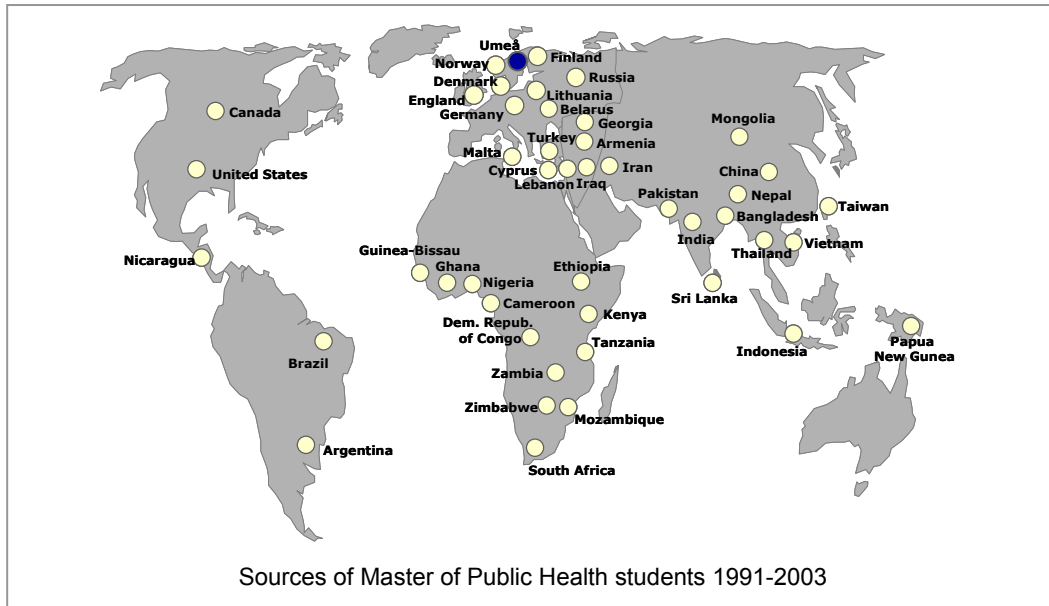 Umeå
Finland
Norway
Russia
Denmark
Lithuania
England
Belarus
Germany
Canada
Georgia
Mongolia
Turkey
Armenia
Malta
United States
Cyprus
Iran
China
Lebanon
Iraq
Pakistan
Nepal
Taiwan
Bangladesh
India
Vietnam
Thailand
Guinea-Bissau
Nicaragua
Ghana
Ethiopia
Nigeria
Sri Lanka
Cameroon
Kenya
Dem. Repub.
of Congo
Tanzania
Papua
New Gunea
Indonesia
Brazil
Zambia
Zimbabwe
Mozambique
Argentina
South Africa
Sources of Master of Public Health students 1991-2003